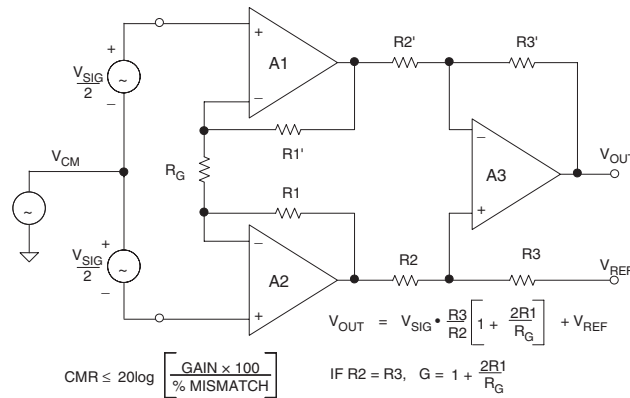 +
V_SIG
2
~
−
+
−
A1
R2'
R3'
R1'
V_CM
R_G
R1
−
+
A3
V_OUT
~
+
V_SIG
2
~
−
−
+
A2
R2
R3
V_REF
V_OUT = V_SIG • R3/R2 [1 + 2R1/R_G] + V_REF
CMR ≤ 20log [GAIN × 100 / % MISMATCH]
IF R2 = R3, G = 1 + 2R1/R_G